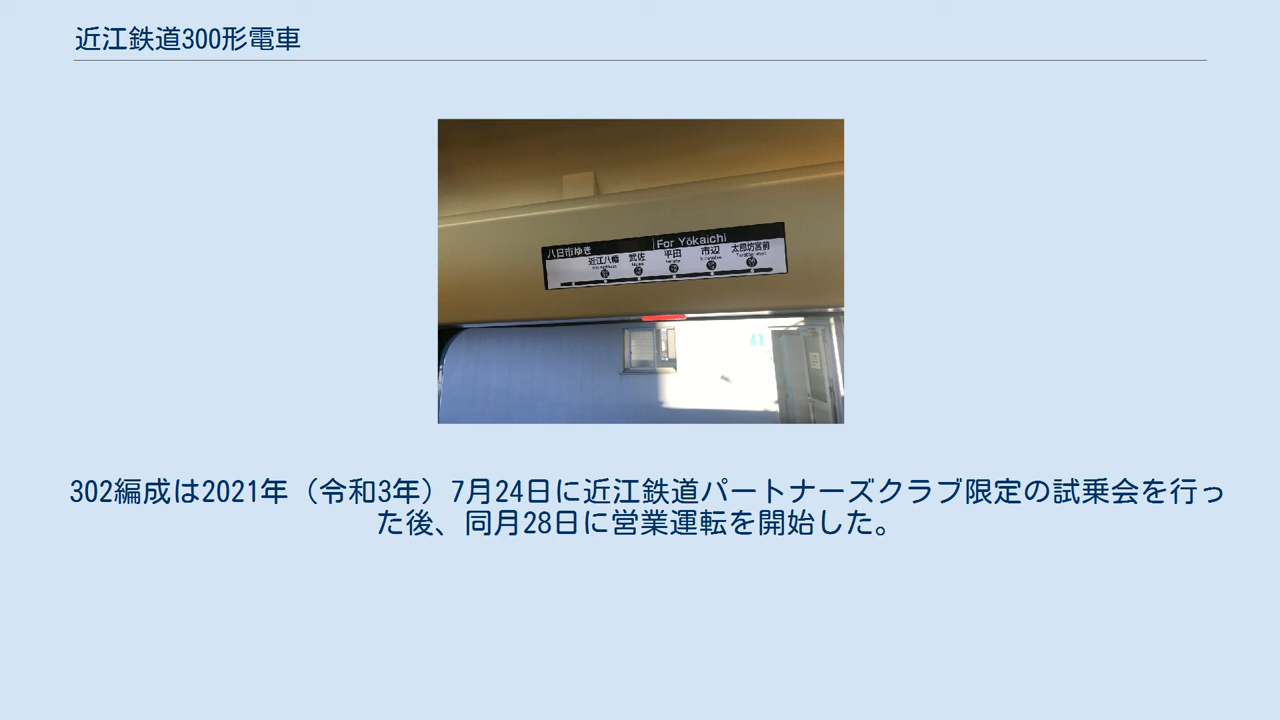 近江鉄道300形電車
八日市ゆき
For Yōkaichi
近江八幡 武佐 平田 市辺 太郎坊宮前
302編成は2021年（令和3年）7月24日に近江鉄道パートナーズクラブ限定の試乗会を行っ
た後、同月28日に営業運転を開始した。